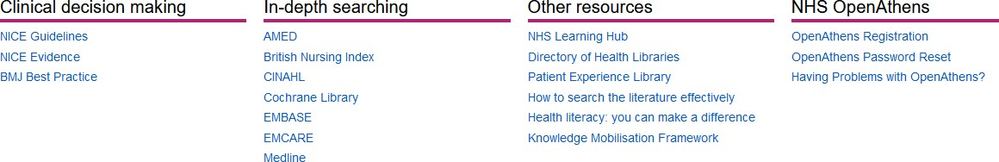 Clinical decision making
NICE Guidelines
NICE Evidence
BMJ Best Practice
In-depth searching
AMED
British Nursing Index
CINAHL
Cochrane Library
EMBASE
EMCARE
Medline
Other resources
NHS Learning Hub
Directory of Health Libraries
Patient Experience Library
How to search the literature effectively
Health literacy: you can make a difference
Knowledge Mobilisation Framework
NHS OpenAthens
OpenAthens Registration
OpenAthens Password Reset
Having Problems with OpenAthens?